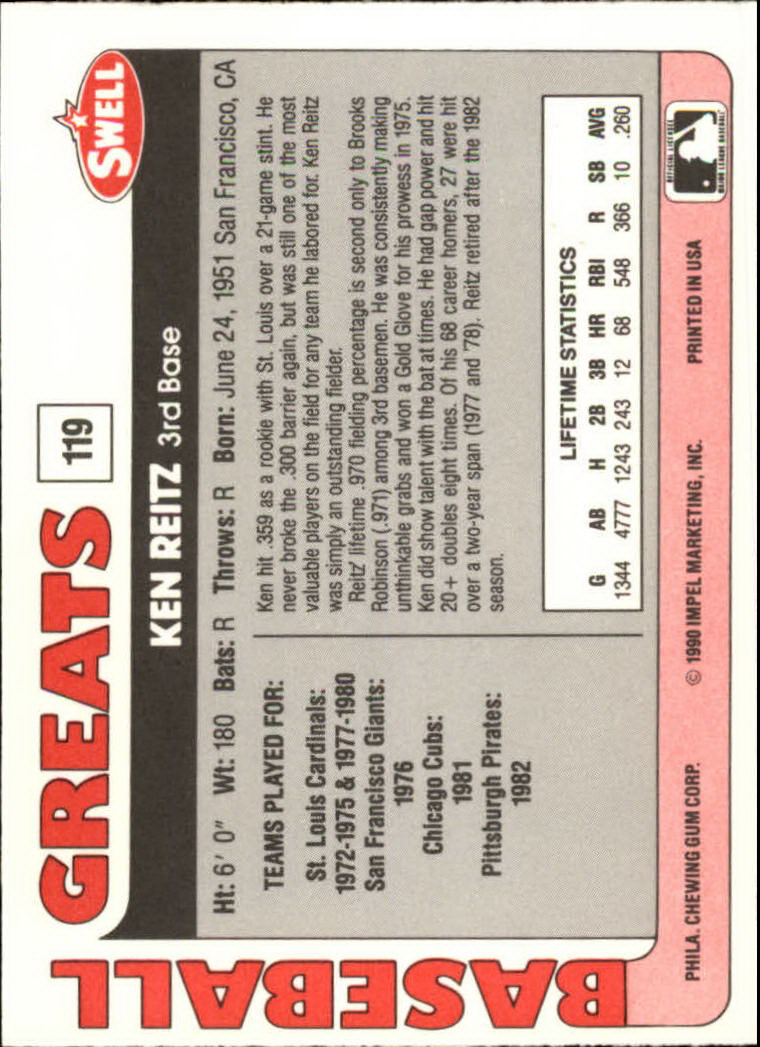 BASEBALL
GREATS
119
SWELL
KEN REITZ 3rd Base
Ht: 6' 0" Wt: 180 Bats: R Throws: R Born: June 24, 1951 San Francisco, CA
TEAMS PLAYED FOR:
St. Louis Cardinals:
1972-1975 & 1977-1980
San Francisco Giants:
1976
Chicago Cubs:
1981
Pittsburgh Pirates:
1982
Ken hit .359 as a rookie with St. Louis over a 21-game stint. He
never broke the .300 barrier again, but was still one of the most
valuable players on the field for any team he labored for. Ken Reitz
was simply an outstanding fielder.
Reitz' lifetime .970 fielding percentage is second only to Brooks
Robinson (.971) among 3rd basemen. He was consistently making
unthinkable grabs and won a Gold Glove for his prowess in 1975.
Ken did show talent with the bat at times. He had gap power and hit
20+ doubles eight times. Of his 68 career homers, 27 were hit
over a two-year span (1977 and '78). Reitz retired after the 1982
season.
LIFETIME STATISTICS
G AB H 2B 3B HR RBI R SB AVG
1344 4777 1243 243 12 68 548 366 10 .260
PHILA. CHEWING GUM CORP. © 1990 IMPEL MARKETING, INC. PRINTED IN USA
OFFICIAL LICENSEE
MAJOR LEAGUE BASEBALL